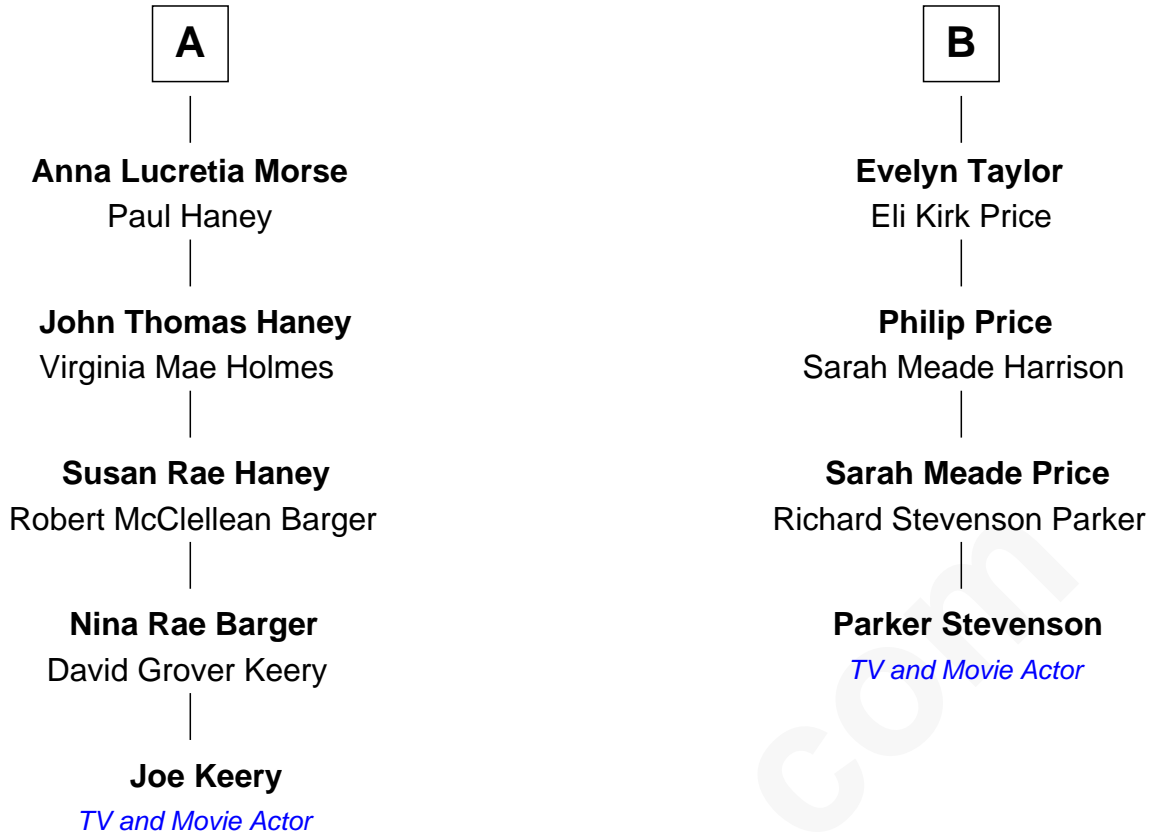 A
Anna Lucretia Morse
Paul Haney
John Thomas Haney
Virginia Mae Holmes
Susan Rae Haney
Robert McClellean Barger
Nina Rae Barger
David Grover Keery
Joe Keery
TV and Movie Actor
B
Evelyn Taylor
Eli Kirk Price
Philip Price
Sarah Meade Harrison
Sarah Meade Price
Richard Stevenson Parker
Parker Stevenson
TV and Movie Actor
com